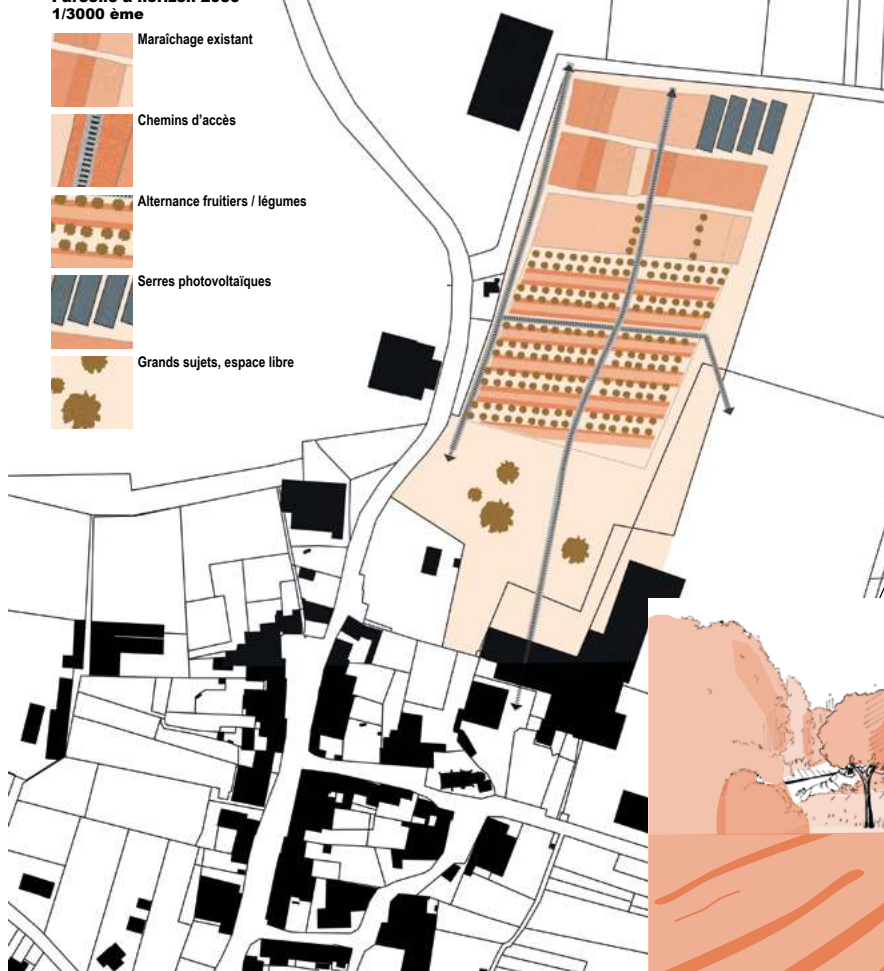 1/3000 ème
Maraîchage existant
Chemins d'accès
Alternance fruitiers / légumes
Serres photovoltaïques
Grands sujets, espace libre